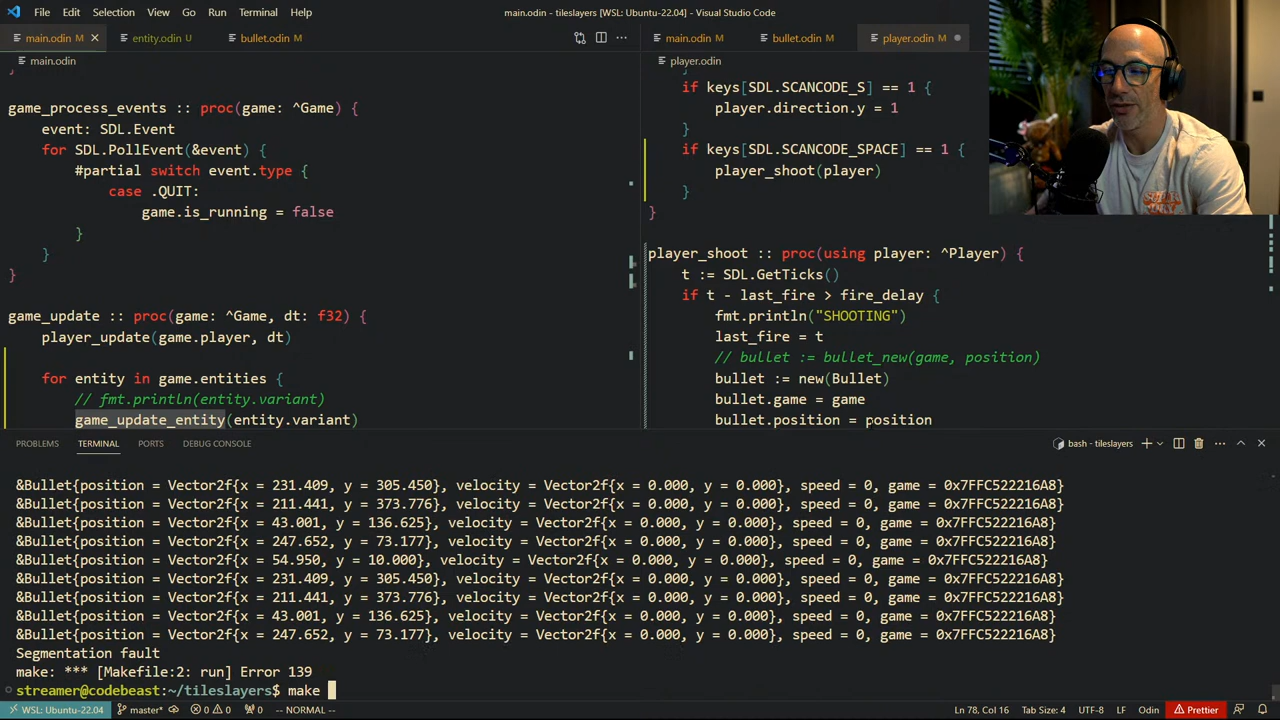 File Edit Selection View Go Run Terminal Help
main.odin - tileslayers [WSL: Ubuntu-22.04] - Visual Studio Code
main.odin M
entity.odin U
bullet.odin M
main.odin
}
game_process_events :: proc(game: ^Game) {
event: SDL.Event
for SDL.PollEvent(&event) {
#partial switch event.type {
case .QUIT:
game.is_running = false
}
}
}
game_update :: proc(game: ^Game, dt: f32) {
player_update(game.player, dt)
for entity in game.entities {
// fmt.println(entity.variant)
game_update_entity(entity.variant)
main.odin M
bullet.odin M
player.odin M
player.odin
}
if keys[SDL.SCANCODE_S] == 1 {
player.direction.y = 1
}
if keys[SDL.SCANCODE_SPACE] == 1 {
player_shoot(player)
}
}
player_shoot :: proc(using player: ^Player) {
t := SDL.GetTicks()
if t - last_fire > fire_delay {
fmt.println("SHOOTING")
last_fire = t
// bullet := bullet_new(game, position)
bullet := new(Bullet)
bullet.game = game
bullet.position = position
PROBLEMS TERMINAL PORTS DEBUG CONSOLE
bash - tileslayers
&Bullet{position = Vector2f{x = 231.409, y = 305.450}, velocity = Vector2f{x = 0.000, y = 0.000}, speed = 0, game = 0x7FFC522216A8}
&Bullet{position = Vector2f{x = 211.441, y = 373.776}, velocity = Vector2f{x = 0.000, y = 0.000}, speed = 0, game = 0x7FFC522216A8}
&Bullet{position = Vector2f{x = 43.001, y = 136.625}, velocity = Vector2f{x = 0.000, y = 0.000}, speed = 0, game = 0x7FFC522216A8}
&Bullet{position = Vector2f{x = 247.652, y = 73.177}, velocity = Vector2f{x = 0.000, y = 0.000}, speed = 0, game = 0x7FFC522216A8}
&Bullet{position = Vector2f{x = 54.950, y = 10.000}, velocity = Vector2f{x = 0.000, y = 0.000}, speed = 0, game = 0x7FFC522216A8}
&Bullet{position = Vector2f{x = 231.409, y = 305.450}, velocity = Vector2f{x = 0.000, y = 0.000}, speed = 0, game = 0x7FFC522216A8}
&Bullet{position = Vector2f{x = 211.441, y = 373.776}, velocity = Vector2f{x = 0.000, y = 0.000}, speed = 0, game = 0x7FFC522216A8}
&Bullet{position = Vector2f{x = 43.001, y = 136.625}, velocity = Vector2f{x = 0.000, y = 0.000}, speed = 0, game = 0x7FFC522216A8}
&Bullet{position = Vector2f{x = 247.652, y = 73.177}, velocity = Vector2f{x = 0.000, y = 0.000}, speed = 0, game = 0x7FFC522216A8}
Segmentation fault
make: *** [Makefile:2: run] Error 139
streamer@codebeast:~/tileslayers$ make
WSL: Ubuntu-22.04 master* 0 0 0 -- NORMAL -- Ln 78, Col 16 Tab Size: 4 UTF-8 LF Odin Prettier